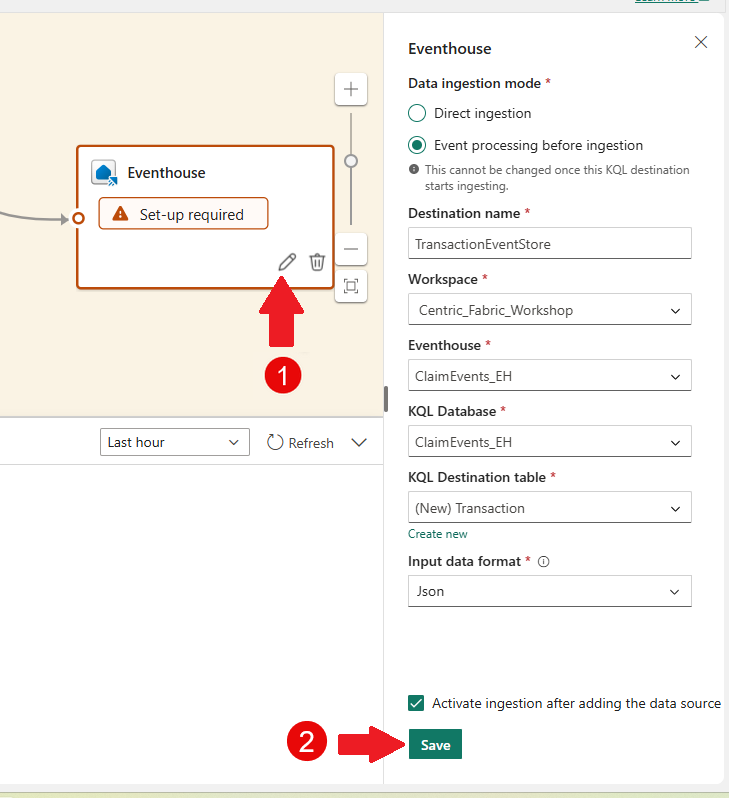 Learn more
Eventhouse
Set-up required
1
Last hour
Refresh
Eventhouse
Data ingestion mode *
Direct ingestion
Event processing before ingestion
This cannot be changed once this KQL destination
starts ingesting.
Destination name *
TransactionEventStore
Workspace *
Centric_Fabric_Workshop
Eventhouse *
ClaimEvents_EH
KQL Database *
ClaimEvents_EH
KQL Destination table *
(New) Transaction
Create new
Input data format *
Json
Activate ingestion after adding the data source
2
Save